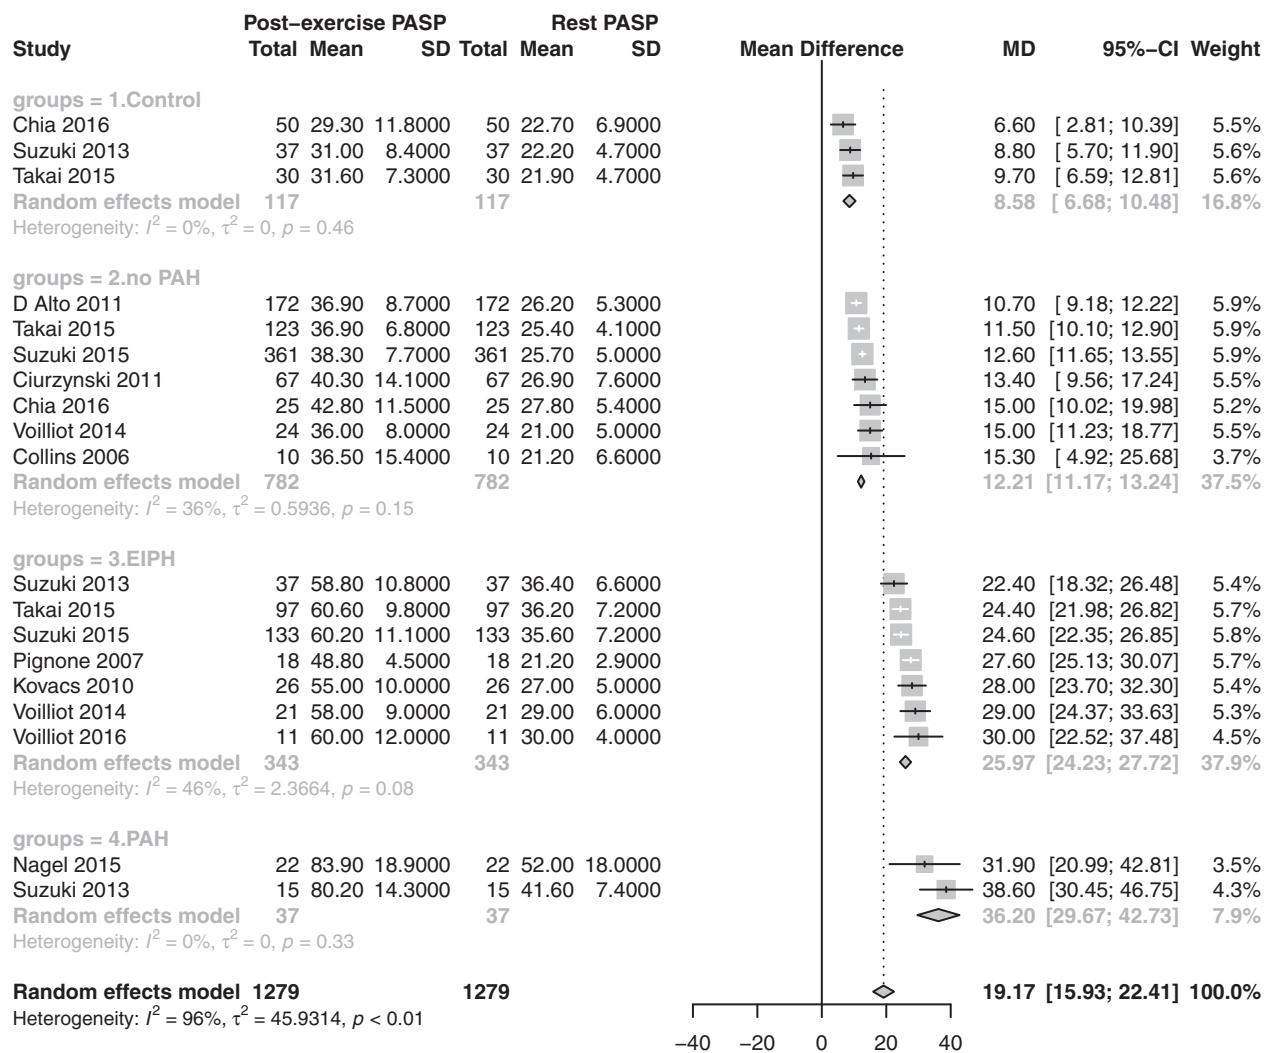 Post−exercise PASP Rest PASP
Study Total Mean SD Total Mean SD Mean Difference MD 95%−CI Weight
groups = 1.Control
Chia 2016 50 29.30 11.8000 50 22.70 6.9000 6.60 [ 2.81; 10.39] 5.5%
Suzuki 2013 37 31.00 8.4000 37 22.20 4.7000 8.80 [ 5.70; 11.90] 5.6%
Takai 2015 30 31.60 7.3000 30 21.90 4.7000 9.70 [ 6.59; 12.81] 5.6%
Random effects model 117 117 8.58 [ 6.68; 10.48] 16.8%
Heterogeneity: I² = 0%, τ² = 0, p = 0.46
groups = 2.no PAH
D Alto 2011 172 36.90 8.7000 172 26.20 5.3000 10.70 [ 9.18; 12.22] 5.9%
Takai 2015 123 36.90 6.8000 123 25.40 4.1000 11.50 [10.10; 12.90] 5.9%
Suzuki 2015 361 38.30 7.7000 361 25.70 5.0000 12.60 [11.65; 13.55] 5.9%
Ciurzynski 2011 67 40.30 14.1000 67 26.90 7.6000 13.40 [ 9.56; 17.24] 5.5%
Chia 2016 25 42.80 11.5000 25 27.80 5.4000 15.00 [10.02; 19.98] 5.2%
Voilliot 2014 24 36.00 8.0000 24 21.00 5.0000 15.00 [11.23; 18.77] 5.5%
Collins 2006 10 36.50 15.4000 10 21.20 6.6000 15.30 [ 4.92; 25.68] 3.7%
Random effects model 782 782 12.21 [11.17; 13.24] 37.5%
Heterogeneity: I² = 36%, τ² = 0.5936, p = 0.15
groups = 3.EIPH
Suzuki 2013 37 58.80 10.8000 37 36.40 6.6000 22.40 [18.32; 26.48] 5.4%
Takai 2015 97 60.60 9.8000 97 36.20 7.2000 24.40 [21.98; 26.82] 5.7%
Suzuki 2015 133 60.20 11.1000 133 35.60 7.2000 24.60 [22.35; 26.85] 5.8%
Pignone 2007 18 48.80 4.5000 18 21.20 2.9000 27.60 [25.13; 30.07] 5.7%
Kovacs 2010 26 55.00 10.0000 26 27.00 5.0000 28.00 [23.70; 32.30] 5.4%
Voilliot 2014 21 58.00 9.0000 21 29.00 6.0000 29.00 [24.37; 33.63] 5.3%
Voilliot 2016 11 60.00 12.0000 11 30.00 4.0000 30.00 [22.52; 37.48] 4.5%
Random effects model 343 343 25.97 [24.23; 27.72] 37.9%
Heterogeneity: I² = 46%, τ² = 2.3664, p = 0.08
groups = 4.PAH
Nagel 2015 22 83.90 18.9000 22 52.00 18.0000 31.90 [20.99; 42.81] 3.5%
Suzuki 2013 15 80.20 14.3000 15 41.60 7.4000 38.60 [30.45; 46.75] 4.3%
Random effects model 37 37 36.20 [29.67; 42.73] 7.9%
Heterogeneity: I² = 0%, τ² = 0, p = 0.33
Random effects model 1279 1279 19.17 [15.93; 22.41] 100.0%
Heterogeneity: I² = 96%, τ² = 45.9314, p < 0.01
−40 −20 0 20 40